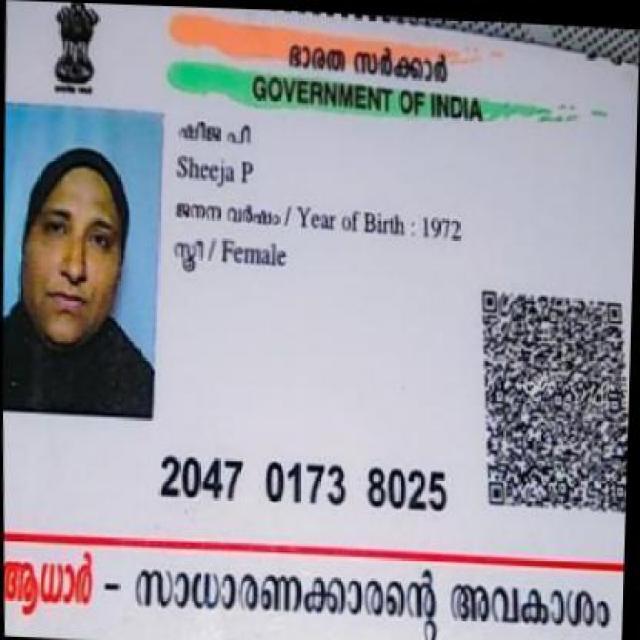 ഭാരത സർക്കാർ
GOVERNMENT OF INDIA
ഷീജ പി
Sheeja P
ജനന വർഷം / Year of Birth : 1972
സ്ത്രീ / Female
2047 0173 8025
ആധാർ – സാധാരണക്കാരന്റെ അവകാശം